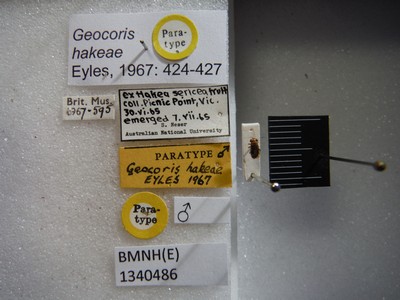 Geocoris
hakeae
Eyles, 1967: 424-427
Para-
type
Brit. Mus.
1967-595
ex Hakea sericea fruit
coll. Picnic Point, Vic.
30.vi.65
emerged 7.vii.65
S. Neser
Australian National University
PARATYPE ♂
Geocoris hakeae
EYLES 1967
Para-
type
♂
BMNH(E)
1340486